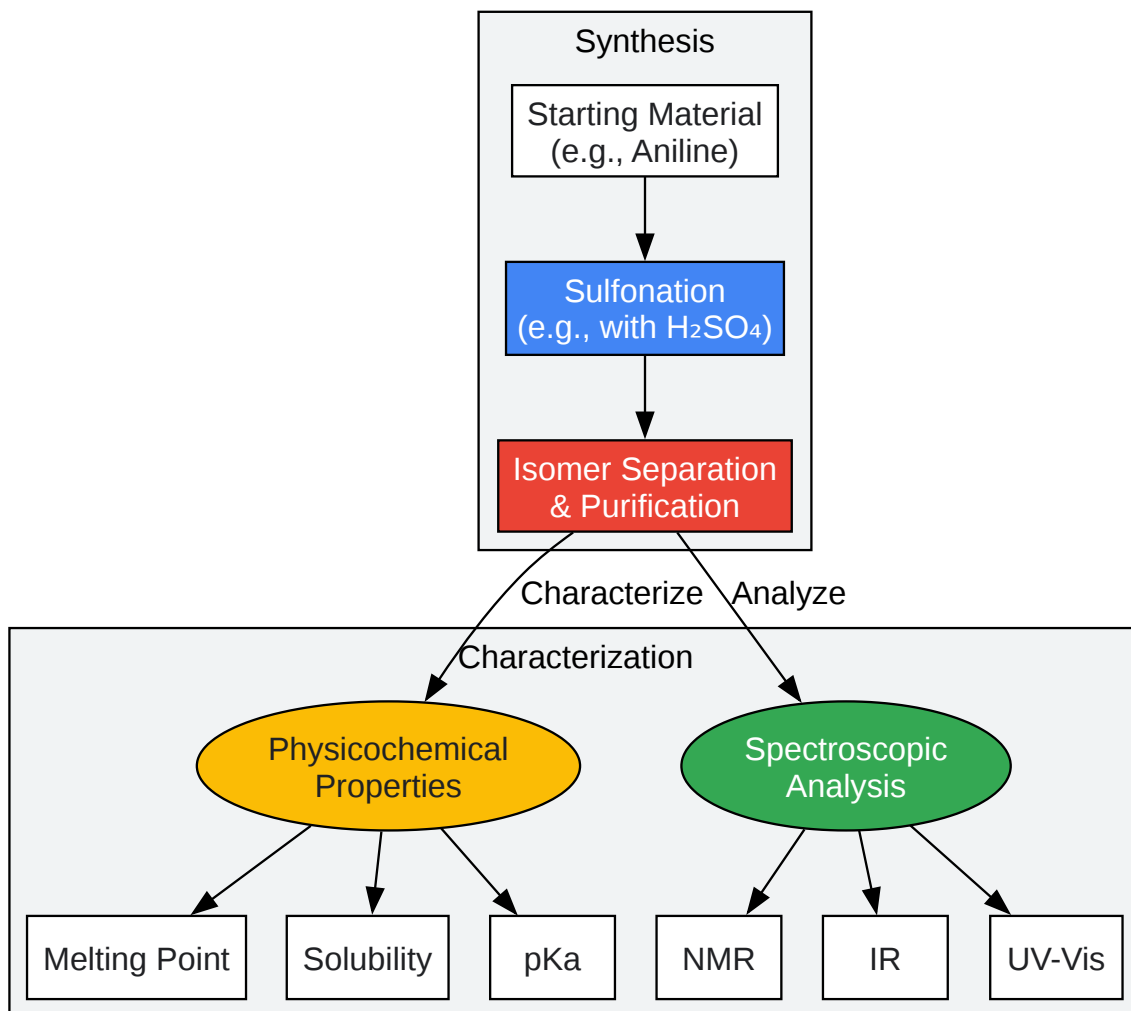 Synthesis
Starting Material
(e.g., Aniline)
Sulfonation
(e.g., with H₂SO₄)
Isomer Separation
& Purification
Characterize
Analyze
Characterization
Physicochemical
Properties
Spectroscopic
Analysis
Melting Point
Solubility
pKa
NMR
IR
UV-Vis